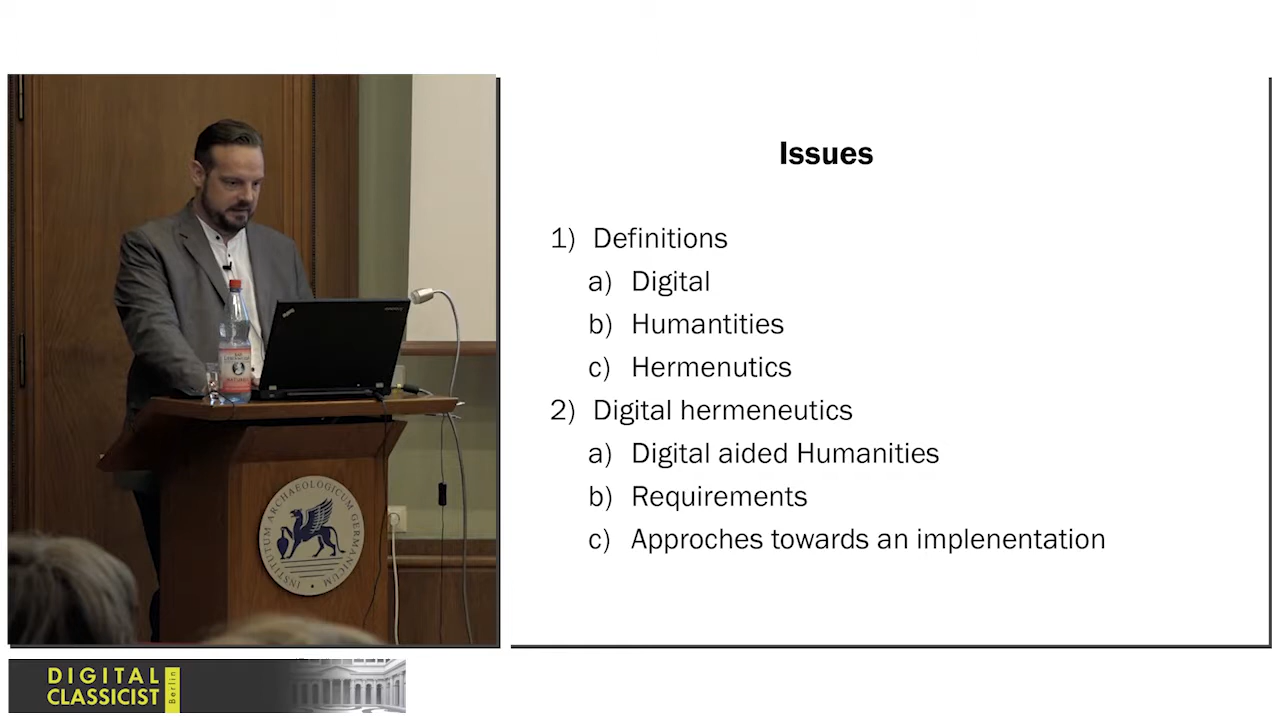 Issues
1) Definitions
a) Digital
b) Humantities
c) Hermenutics
2) Digital hermeneutics
a) Digital aided Humanities
b) Requirements
c) Approches towards an implenentation
INSTITUTUM ARCHAEOLOGICUM GERMANICUM
DIGITAL
CLASSICIST
Berlin